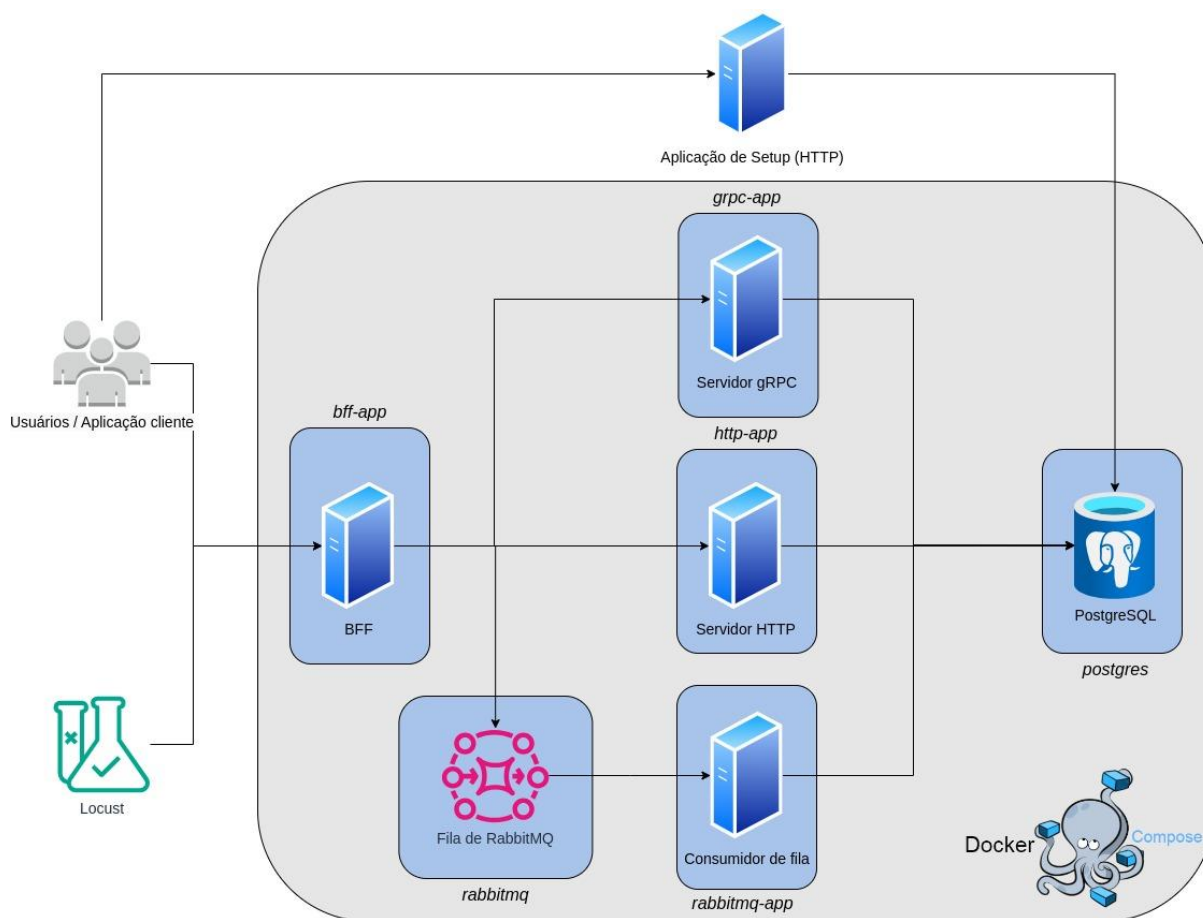 Aplicação de Setup (HTTP)
grpc-app
Servidor gRPC
Usuários / Aplicação cliente
bff-app
BFF
http-app
Servidor HTTP
PostgreSQL
postgres
Locust
Fila de RabbitMQ
rabbitmq
Consumidor de fila
rabbitmq-app
Docker
Compose